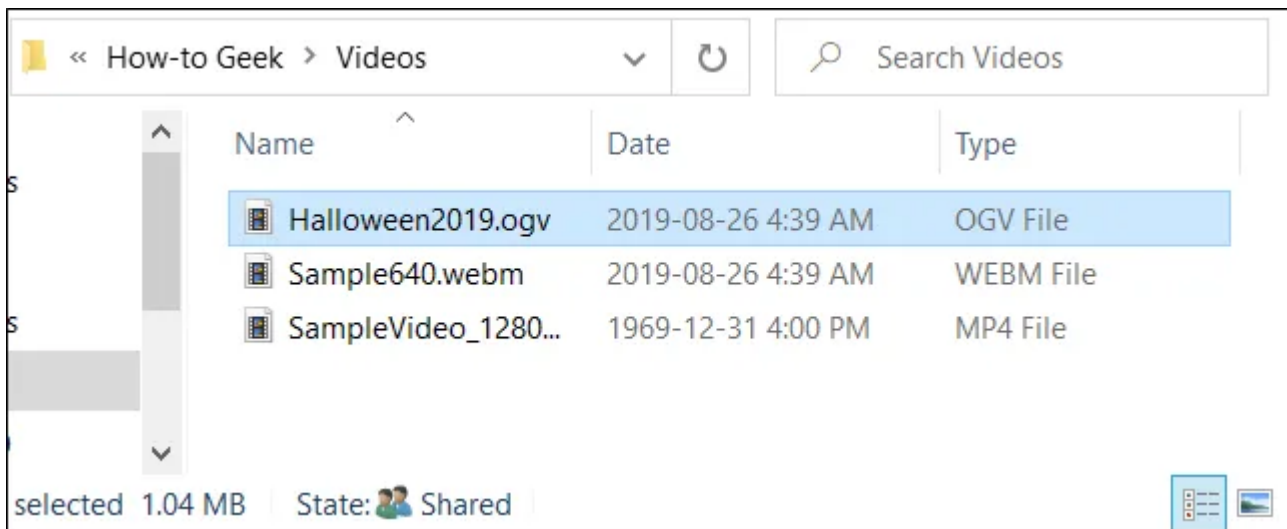 « How-to Geek > Videos Search Videos
Name Date Type
s
Halloween2019.ogv 2019-08-26 4:39 AM OGV File
Sample640.webm 2019-08-26 4:39 AM WEBM File
s
SampleVideo_1280... 1969-12-31 4:00 PM MP4 File
selected 1.04 MB State: Shared